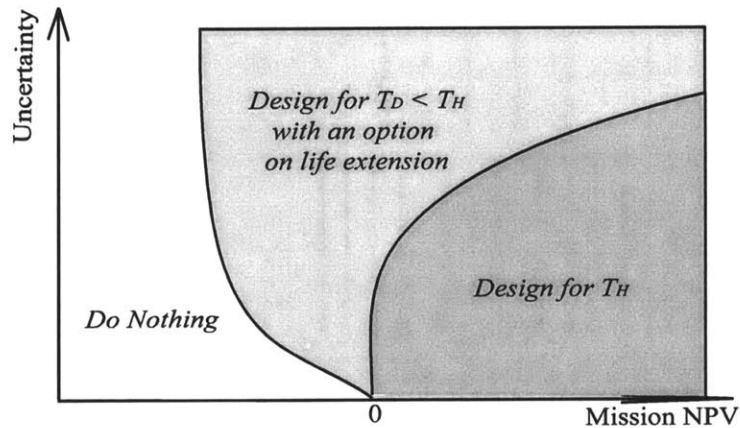 Uncertainty
Design for TD < TH
with an option
on life extension
Design for TH
Do Nothing
0
Mission NPV